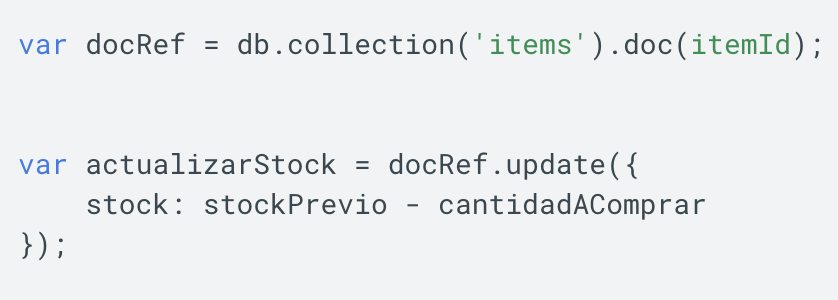 var docRef = db.collection('items').doc(itemId);
var actualizarStock = docRef.update({
stock: stockPrevio - cantidadAComprar
});